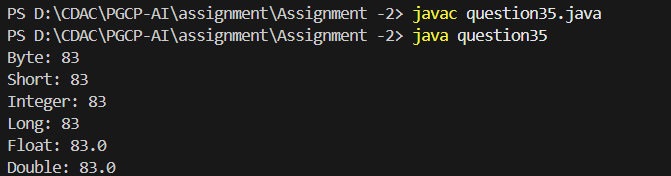 PS D:\CDAC\PGCP-AI\assignment\Assignment -2> javac question35.java
PS D:\CDAC\PGCP-AI\assignment\Assignment -2> java question35
Byte: 83
Short: 83
Integer: 83
Long: 83
Float: 83.0
Double: 83.0